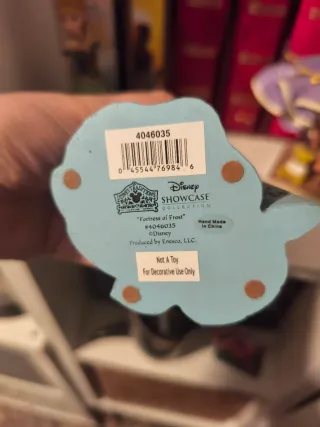 4046035
0 45544 76984 6
Disney
SHOWCASE
COLLECTION
"Fortress of Frost"
#4046035
©Disney
Produced by Enesco, LLC.
Hand Made
in China
Not A Toy
For Decorative Use Only